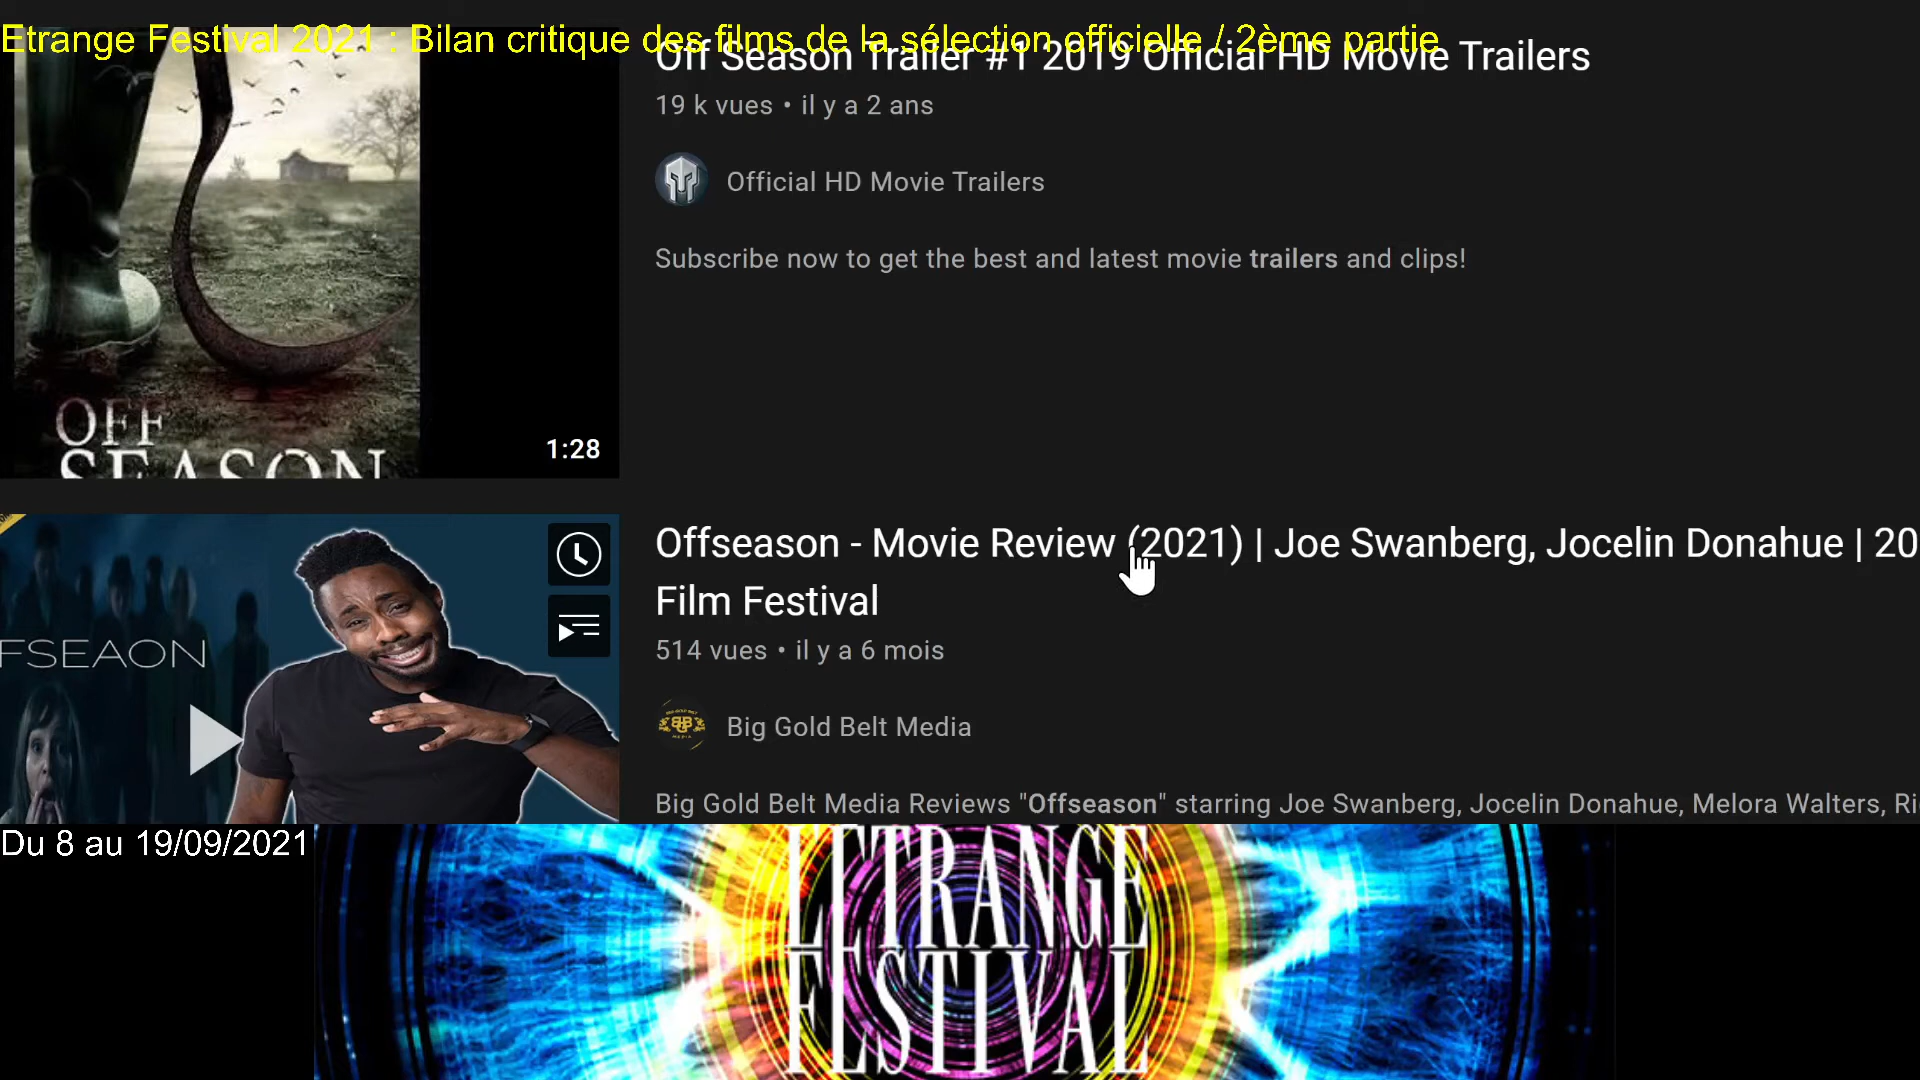 Etrange Festival 2021 : Bilan critique des films de la sélection officielle / 2ème partie
Off Season Trailer #1 2019 Official HD Movie Trailers
19 k vues • il y a 2 ans
Official HD Movie Trailers
Subscribe now to get the best and latest movie trailers and clips!
OFF
SEASON
1:28
Offseason - Movie Review (2021) | Joe Swanberg, Jocelin Donahue | 20
Film Festival
514 vues • il y a 6 mois
FSEAON
Big Gold Belt Media
Big Gold Belt Media Reviews "Offseason" starring Joe Swanberg, Jocelin Donahue, Melora Walters, Ri
Du 8 au 19/09/2021
L'ETRANGE
FESTIVAL